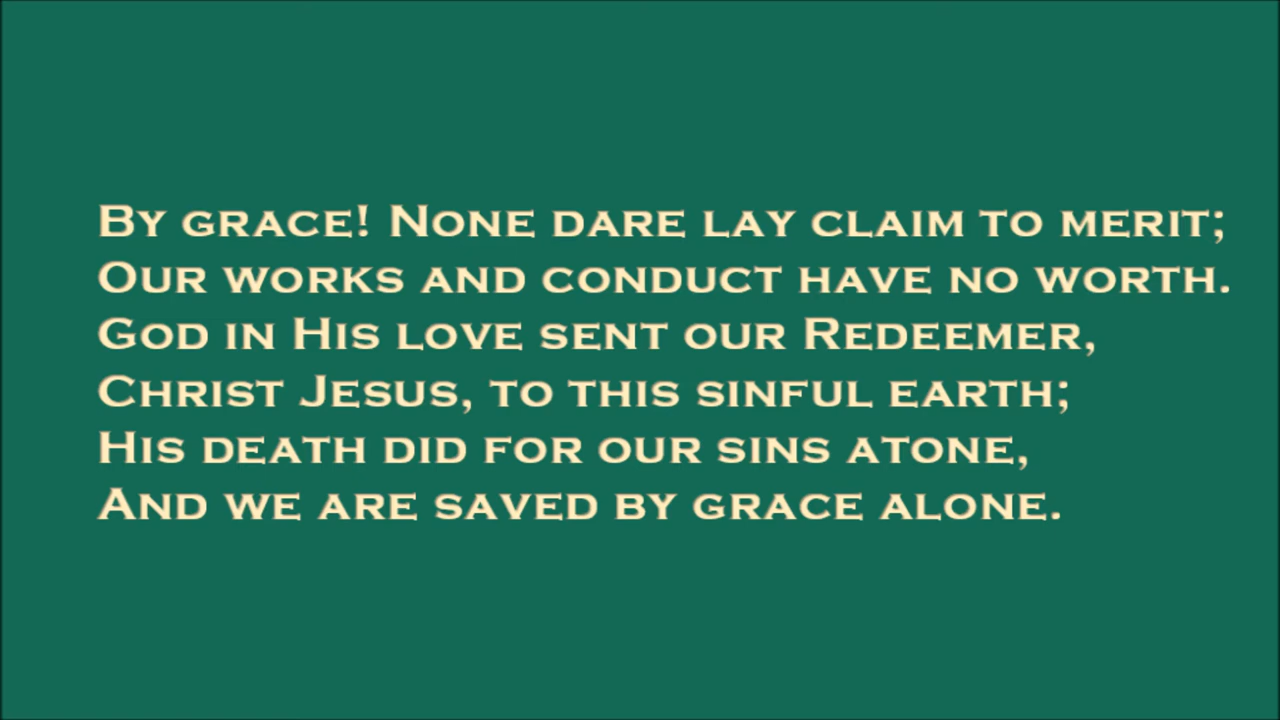 By grace! None dare lay claim to merit;
Our works and conduct have no worth.
God in His love sent our Redeemer,
Christ Jesus, to this sinful earth;
His death did for our sins atone,
And we are saved by grace alone.